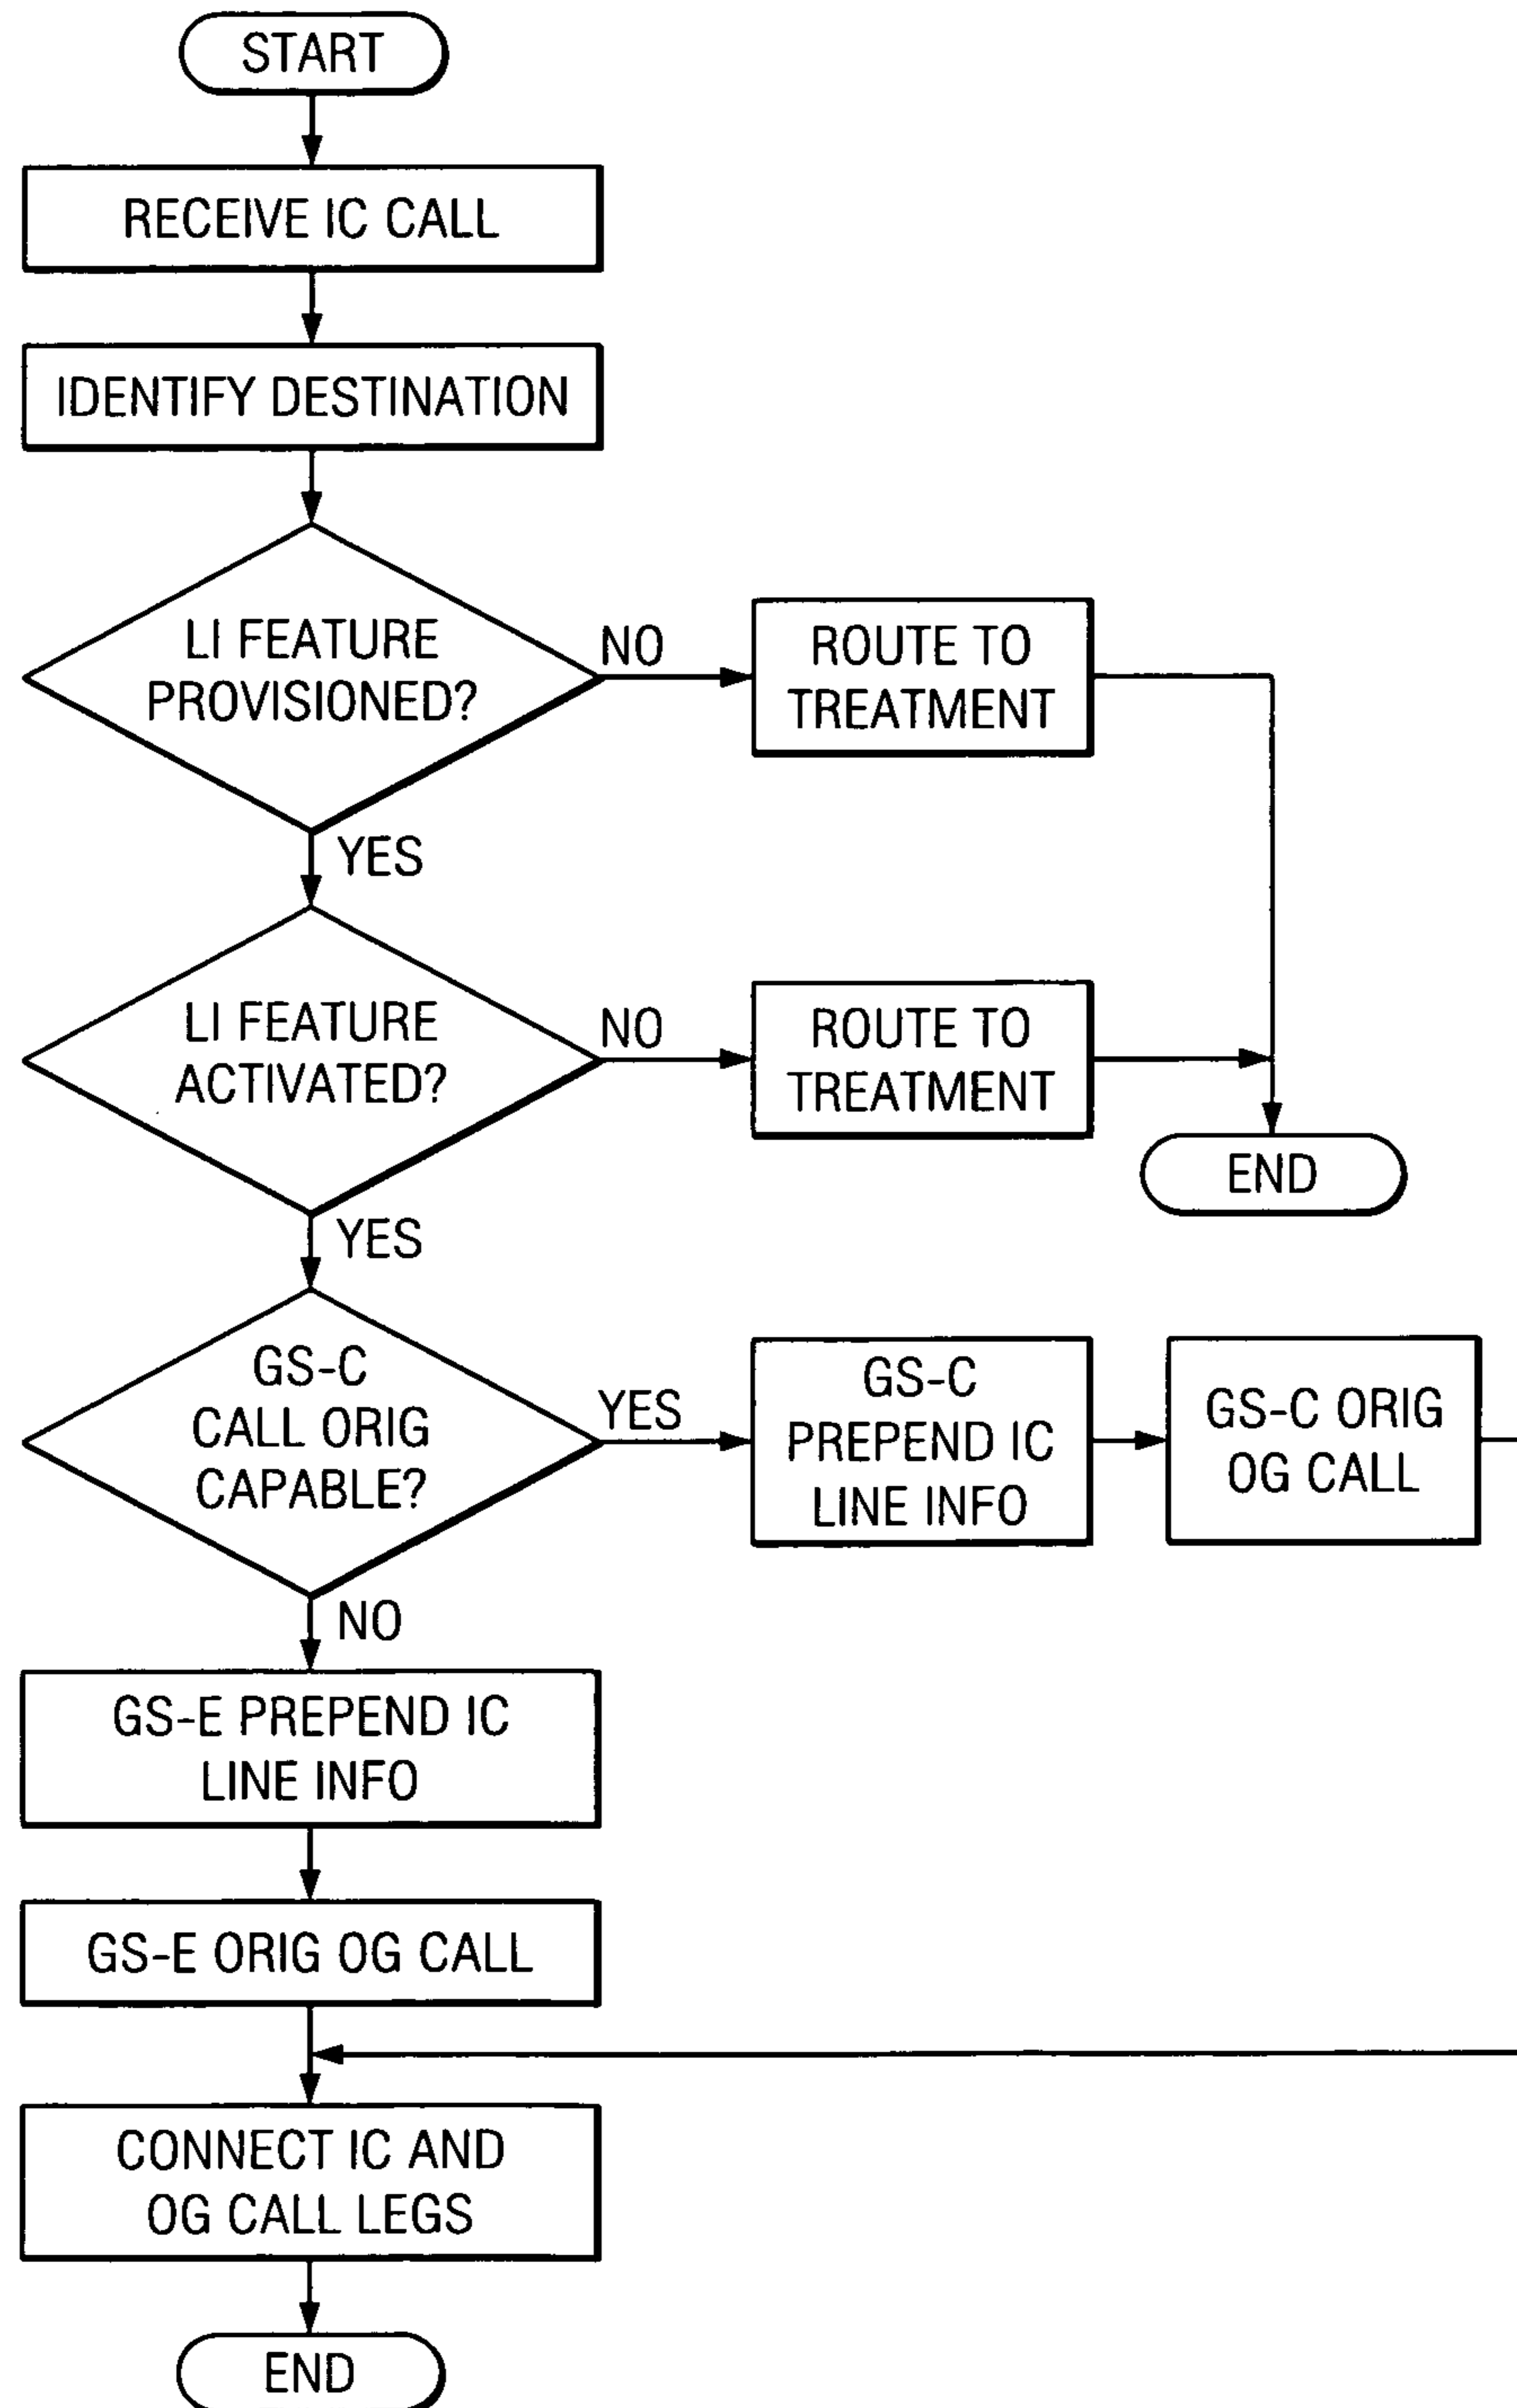 START
RECEIVE IC CALL
IDENTIFY DESTINATION
LI FEATURE
PROVISIONED?
NO
ROUTE TO
TREATMENT
YES
LI FEATURE
ACTIVATED?
NO
ROUTE TO
TREATMENT
END
YES
GS-C
CALL ORIG
CAPABLE?
YES
GS-C
PREPEND IC
LINE INFO
GS-C ORIG
OG CALL
NO
GS-E PREPEND IC
LINE INFO
GS-E ORIG OG CALL
CONNECT IC AND
OG CALL LEGS
END